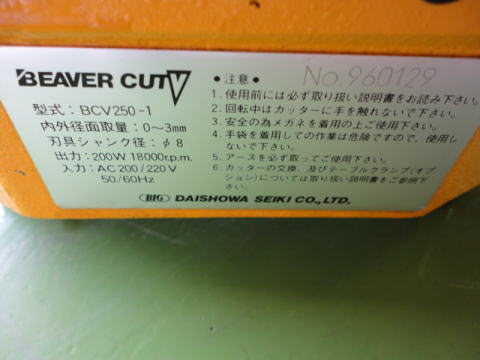 BEAVER CUT V
型式：BCV250-1
内外径面取量：0～3mm
刃具シャンク径：φ8
出力：200W 18000r.p.m.
入力：AC200/220V
50/60Hz
●注意●
No.960129
1. 使用前には必ず取り扱い説明書をお読み下さい。
2. 回転中はカッターに手を触れないで下さい。
3. 安全の為メガネを着用の上ご使用下さい。
4. 手袋を着用しての作業は危険ですので、使用し
ないで下さい。
5. アースを必ず取ってご使用下さい。
6. カッターの交換、及びテーブルクランプ(オプ
ション)については取り扱い説明書をご参照下
さい。
BIG DAISHOWA SEIKI CO.,LTD.